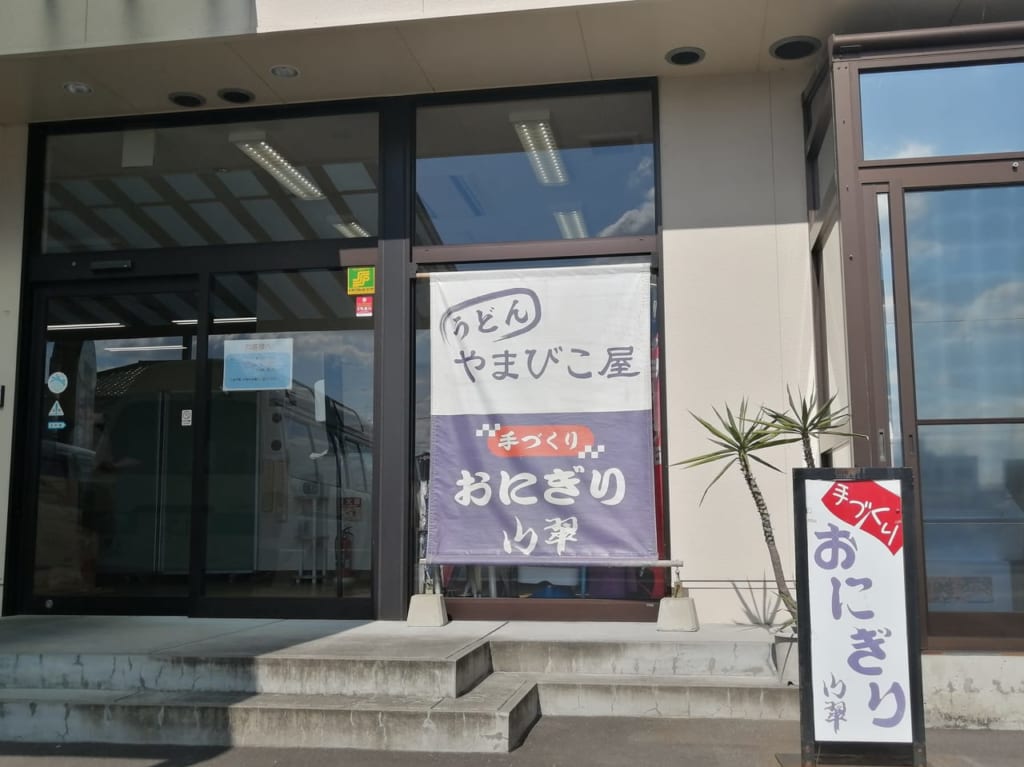 うどん
やまびこ屋
手づくり
おにぎり
山翠
手づくり
おにぎり
山翠